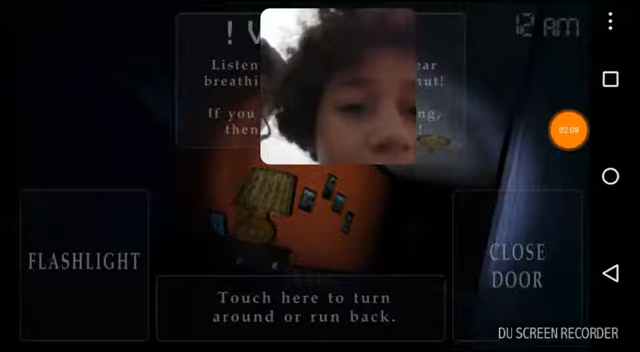 12 AM
Listen
ear
breathi
If you
then
02:08
FLASHLIGHT
CLOSE
DOOR
Touch here to turn
around or run back.
DU SCREEN RECORDER